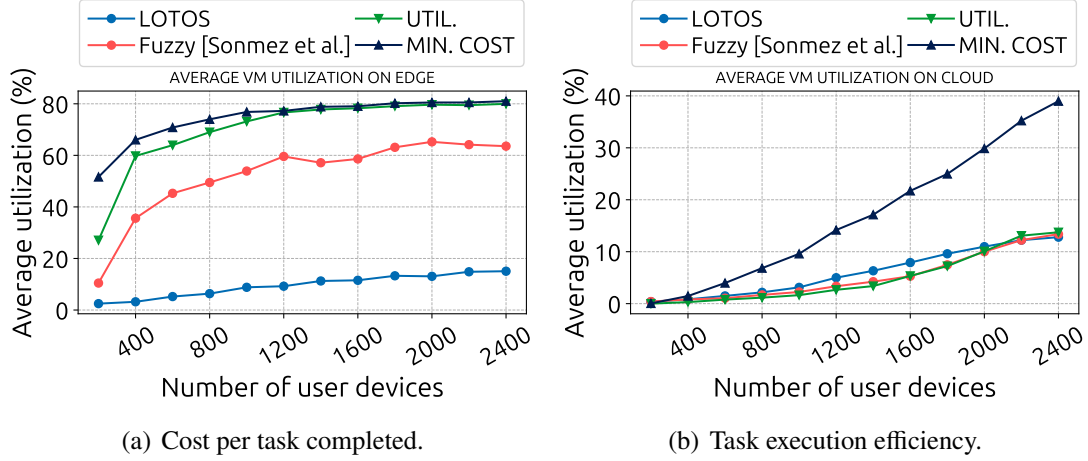 LOTOS UTIL.
Fuzzy [Sonmez et al.] MIN. COST
AVERAGE VM UTILIZATION ON EDGE
Average utilization (%)
80
60
40
20
0
400 800 1200 1600 2000 2400
Number of user devices
(a) Cost per task completed.
LOTOS UTIL.
Fuzzy [Sonmez et al.] MIN. COST
AVERAGE VM UTILIZATION ON CLOUD
Average utilization (%)
40
30
20
10
0
400 800 1200 1600 2000 2400
Number of user devices
(b) Task execution efficiency.